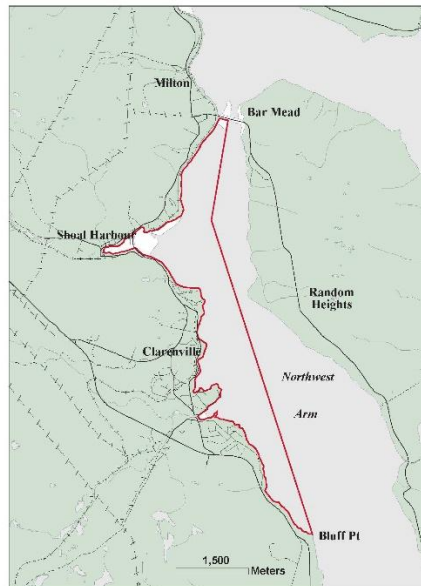 Milton
Bar Mead
Shoal Harbour
Random
Heights
Clarenville
Northwest
Arm
Bluff Pt
1,500
Meters